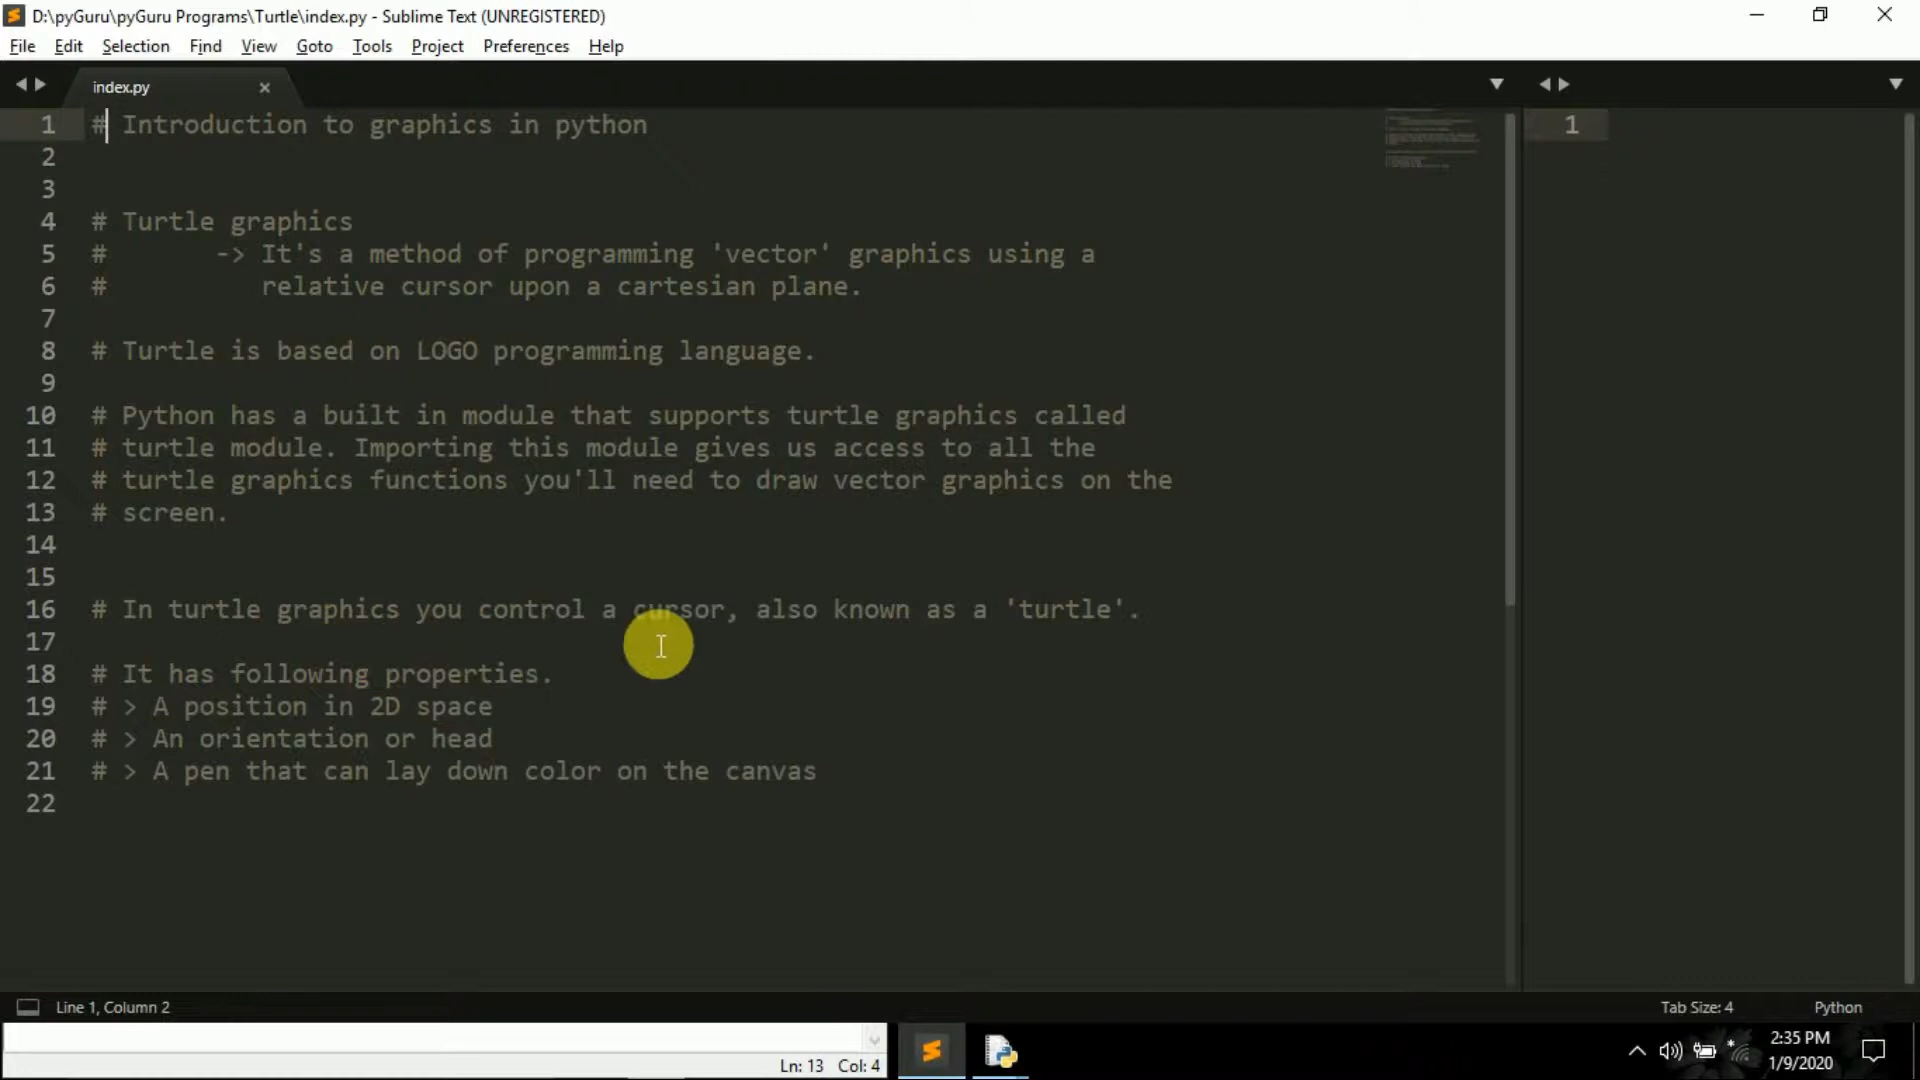 D:\pyGuru\pyGuru Programs\Turtle\index.py - Sublime Text (UNREGISTERED)
File Edit Selection Find View Goto Tools Project Preferences Help
index.py
1 # Introduction to graphics in python
1
2
3
4 # Turtle graphics
5 # -> It's a method of programming 'vector' graphics using a
6 # relative cursor upon a cartesian plane.
7
8 # Turtle is based on LOGO programming language.
9
10 # Python has a built in module that supports turtle graphics called
11 # turtle module. Importing this module gives us access to all the
12 # turtle graphics functions you'll need to draw vector graphics on the
13 # screen.
14
15
16 # In turtle graphics you control a cursor, also known as a 'turtle'.
17
18 # It has following properties.
19 # > A position in 2D space
20 # > An orientation or head
21 # > A pen that can lay down color on the canvas
22
Line 1, Column 2
Tab Size: 4 Python
Ln: 13 Col: 4
2:35 PM
1/9/2020